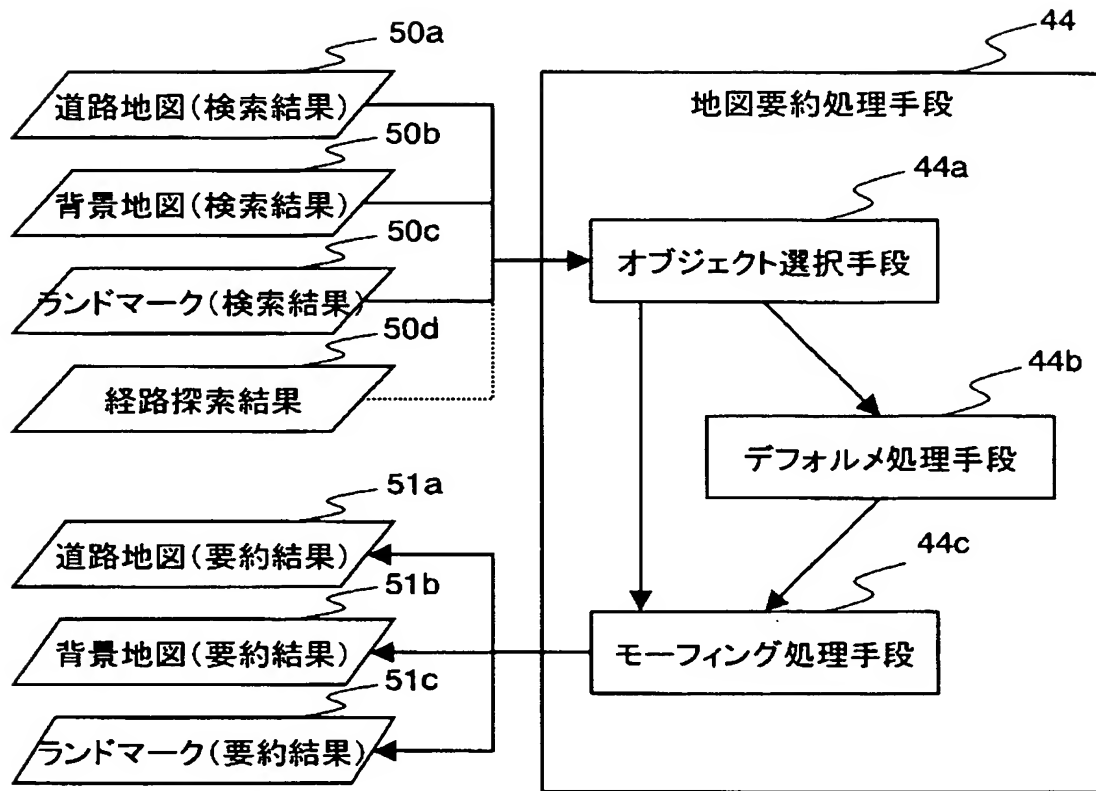 50a
道路地図(検索結果)
50b
背景地図(検索結果)
50c
ランドマーク(検索結果)
50d
経路探索結果
51a
道路地図(要約結果)
51b
背景地図(要約結果)
51c
ランドマーク(要約結果)
44
地図要約処理手段
44a
オブジェクト選択手段
44b
デフォルメ処理手段
44c
モーフィング処理手段